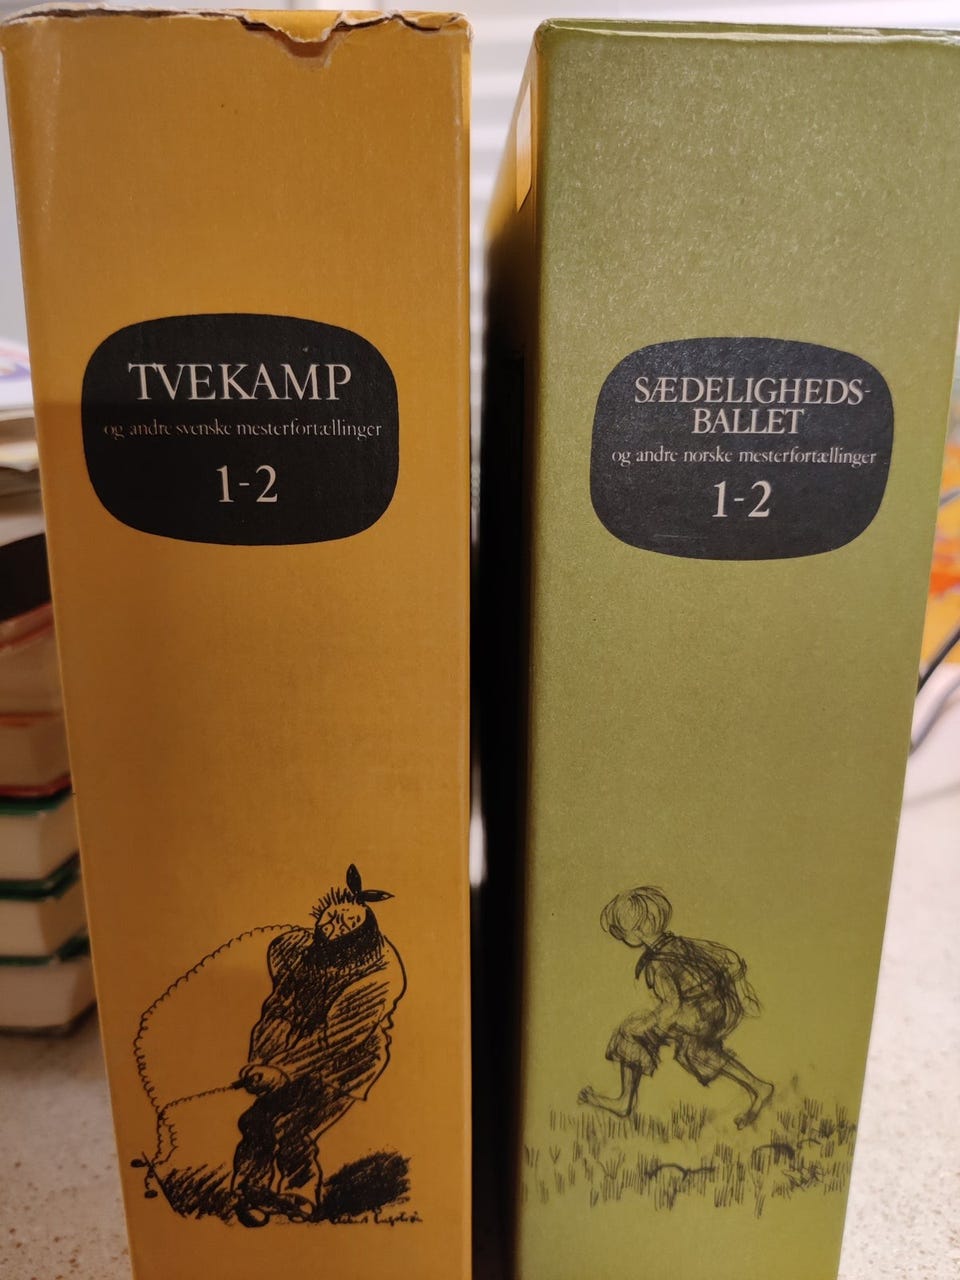 TVEKAMP
og andre svenske mesterfortællinger
1-2
SÆDELIGHEDS-
BALLET
og andre norske mesterfortællinger
1-2